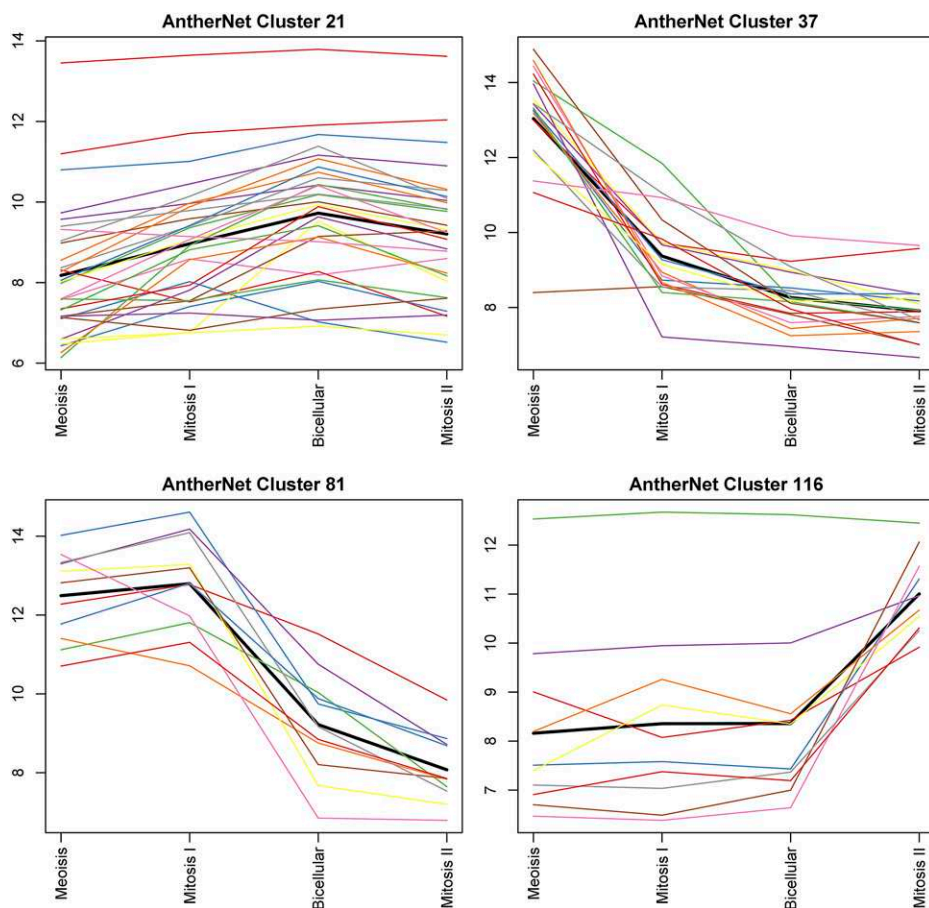 AntherNet Cluster 21
14
12
10
8
6
Meoisis
Mitosis I
Bicellular
Mitosis II
AntherNet Cluster 37
14
12
10
8
Meoisis
Mitosis I
Bicellular
Mitosis II
AntherNet Cluster 81
14
12
10
8
Meoisis
Mitosis I
Bicellular
Mitosis II
AntherNet Cluster 116
12
11
10
9
8
7
Meoisis
Mitosis I
Bicellular
Mitosis II